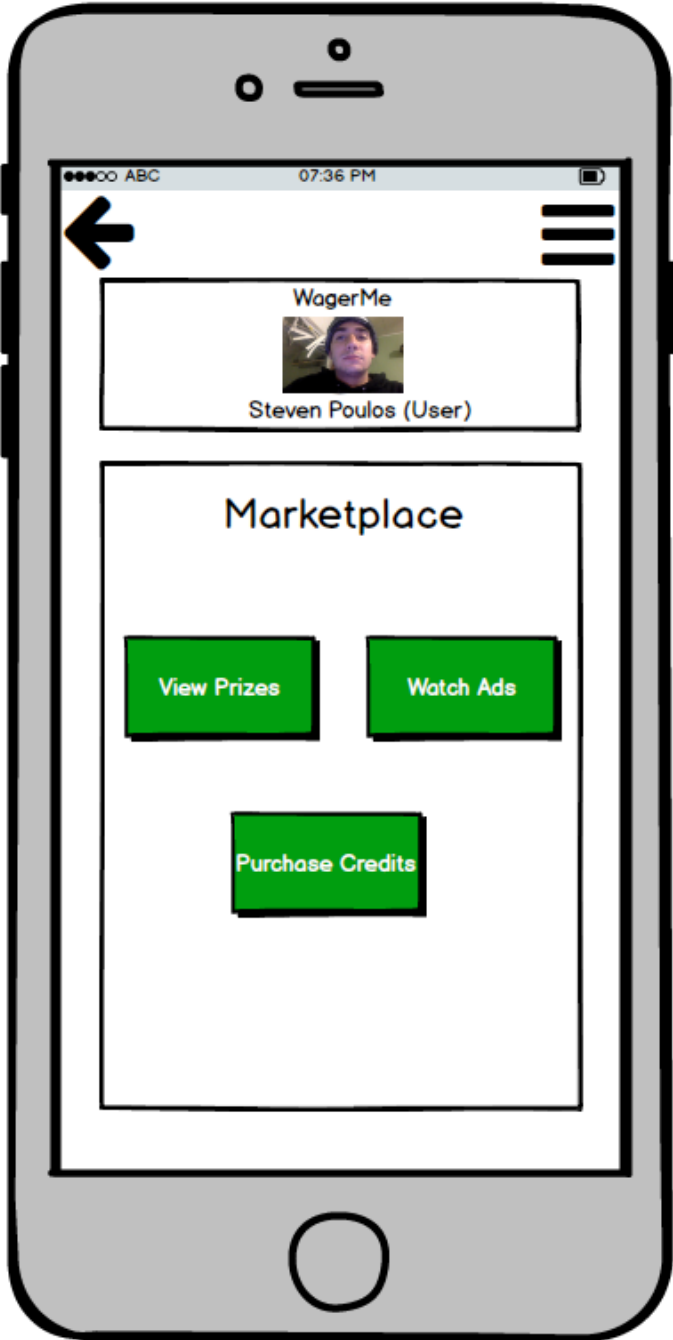 ABC 07:36 PM
WagerMe
Steven Poulos (User)
Marketplace
View Prizes Watch Ads
Purchase Credits